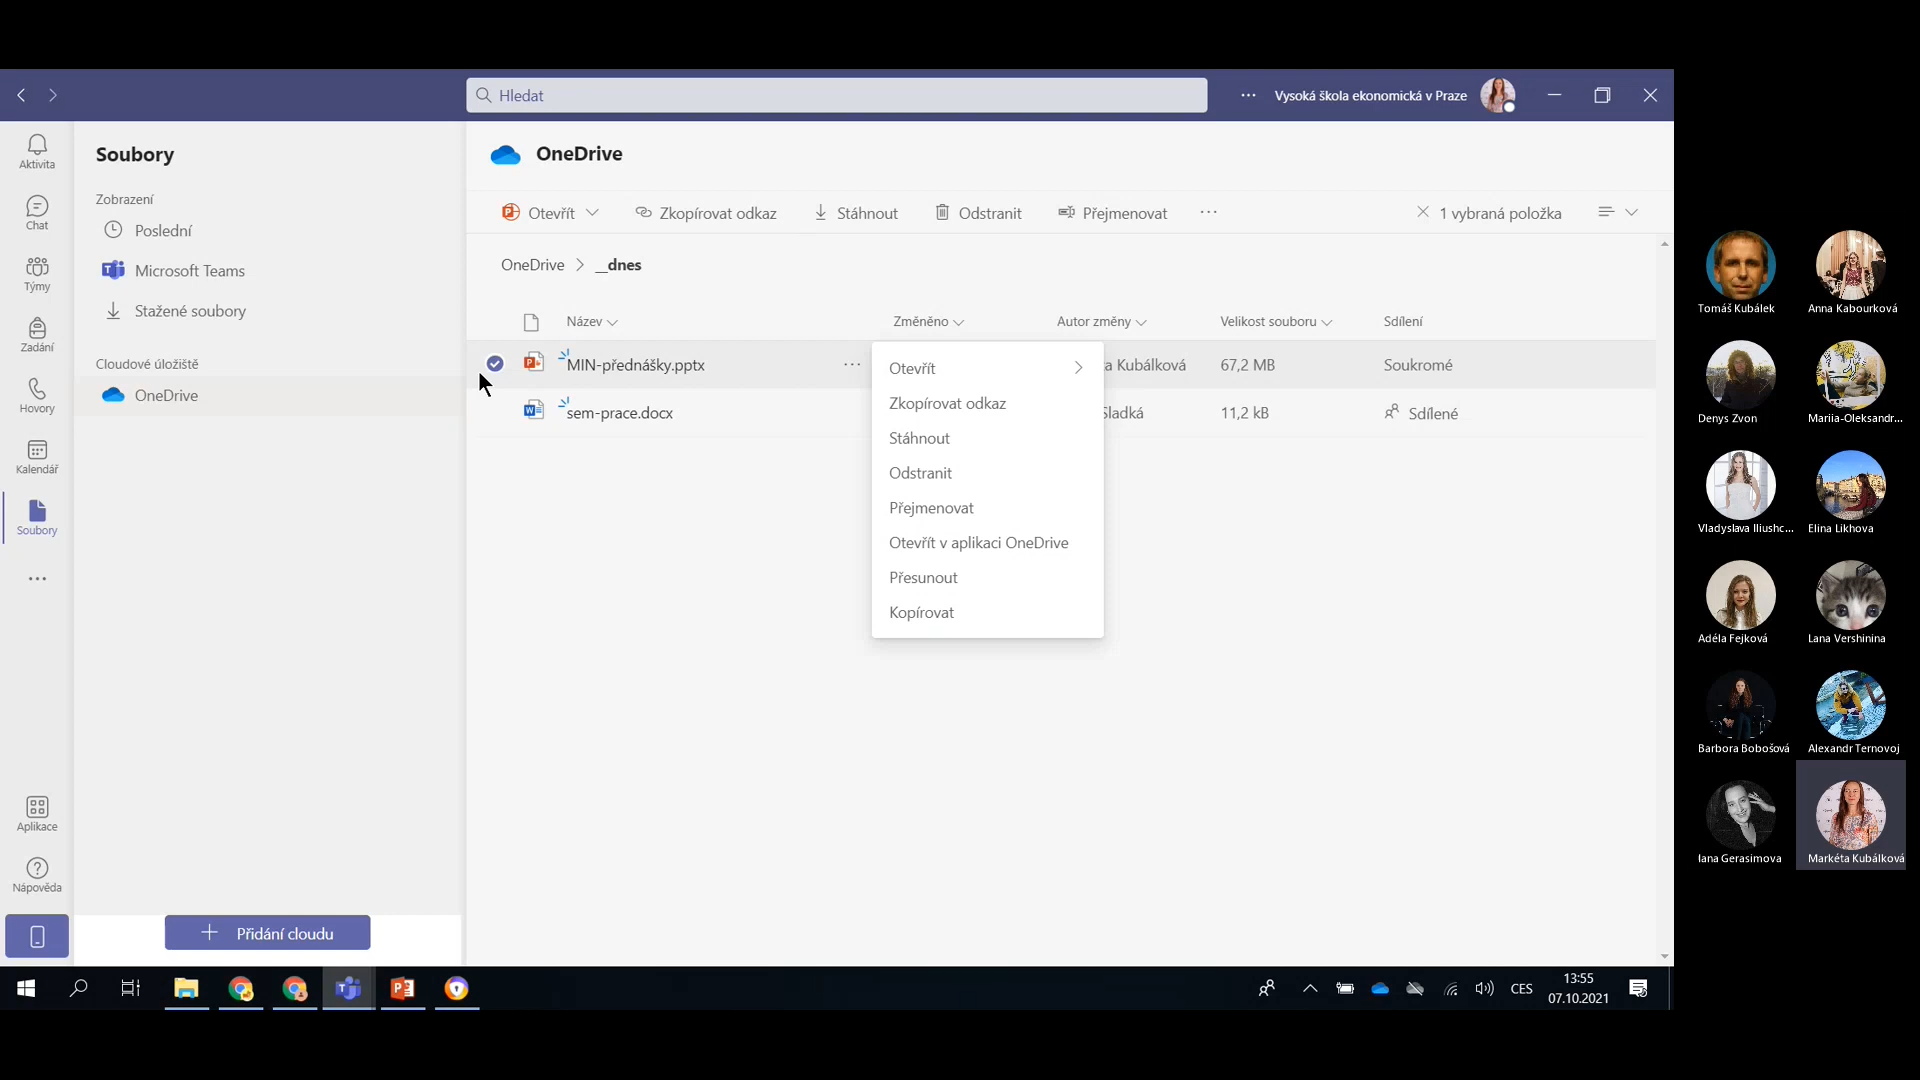 Hledat
Vysoká škola ekonomická v Praze
Aktivita
Chat
Týmy
Zadání
Hovory
Kalendář
Soubory
Aplikace
Nápověda
Soubory
Zobrazení
Poslední
Microsoft Teams
Stažené soubory
Cloudové úložiště
OneDrive
Přidání cloudu
OneDrive
Otevřít Zkopírovat odkaz Stáhnout Odstranit Přejmenovat 1 vybraná položka
OneDrive > __dnes
Název Změněno Autor změny Velikost souboru Sdílení
MIN-přednášky.pptx a Kubálková 67,2 MB Soukromé
sem-prace.docx Sladká 11,2 kB Sdílené
Otevřít
Zkopírovat odkaz
Stáhnout
Odstranit
Přejmenovat
Otevřít v aplikaci OneDrive
Přesunout
Kopírovat
Tomáš Kubálek Anna Kabourková
Denys Zvon Mariia-Oleksandr...
Vladyslava Iliushc... Elina Likhova
Adéla Fejková Lana Vershinina
Barbora Bobošová Alexandr Ternovoj
Iana Gerasimova Markéta Kubálková
CES
13:55
07.10.2021